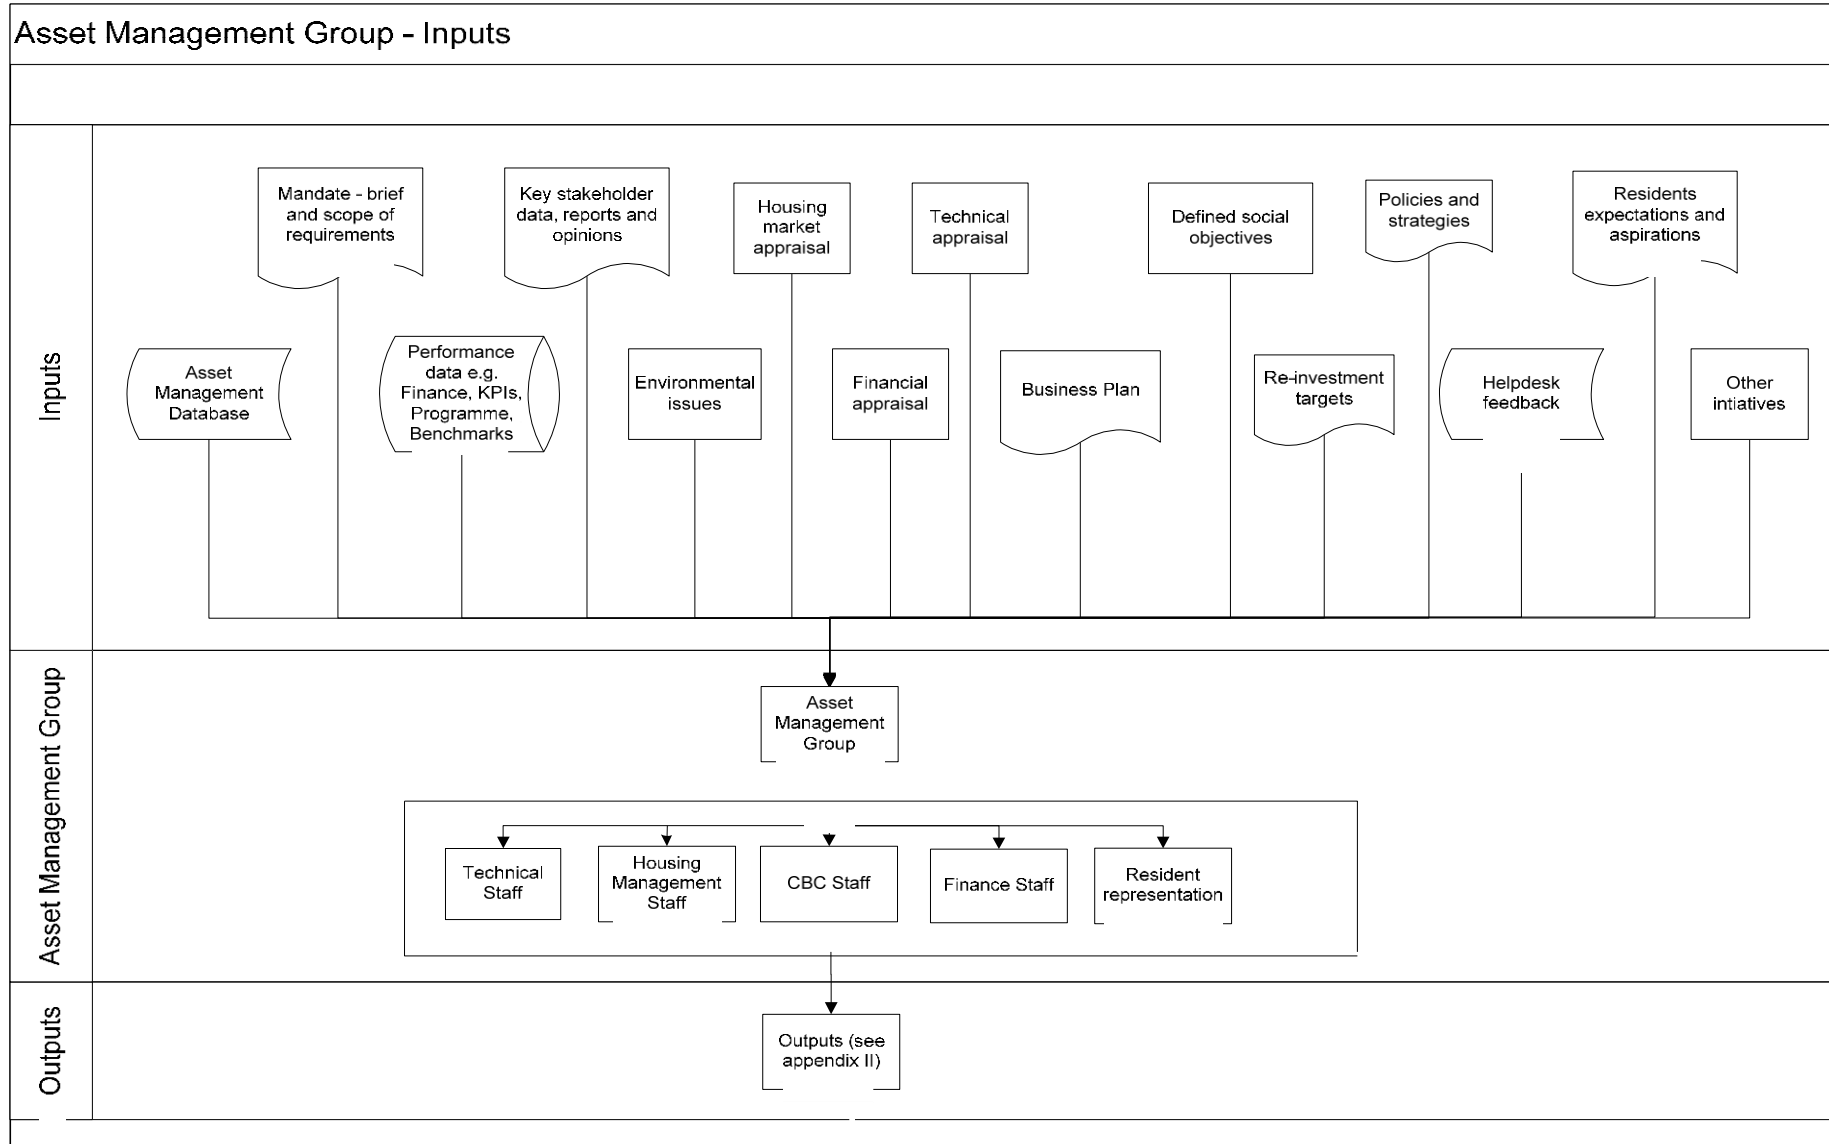 Asset Management Group - Inputs
Inputs
Mandate - brief
and scope of
requirements
Key stakeholder
data, reports and
opinions
Housing
market
appraisal
Technical
appraisal
Defined social
objectives
Policies and
strategies
Residents
expectations and
aspirations
Asset
Management
Database
Performance
data e.g.
Finance, KPIs,
Programme,
Benchmarks
Environmental
issues
Financial
appraisal
Business Plan
Re-investment
targets
Helpdesk
feedback
Other
intiatives
Asset Management Group
Asset
Management
Group
Technical
Staff
Housing
Management
Staff
CBC Staff
Finance Staff
Resident
representation
Outputs
Outputs (see
appendix II)